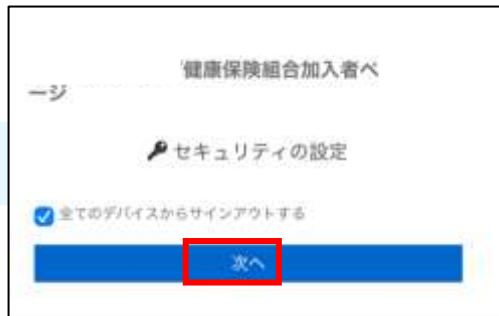 健康保険組合加入者ペ
ージ
セキュリティの設定
全てのデバイスからサインアウトする
次へ